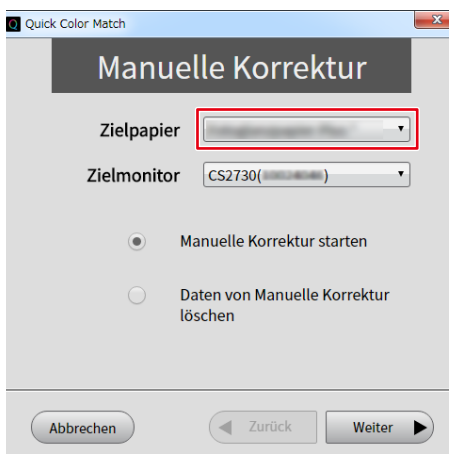 Quick Color Match
Manuelle Korrektur
Zielpapier
Zielmonitor CS2730( )
Manuelle Korrektur starten
Daten von Manuelle Korrektur
löschen
Abbrechen Zurück Weiter